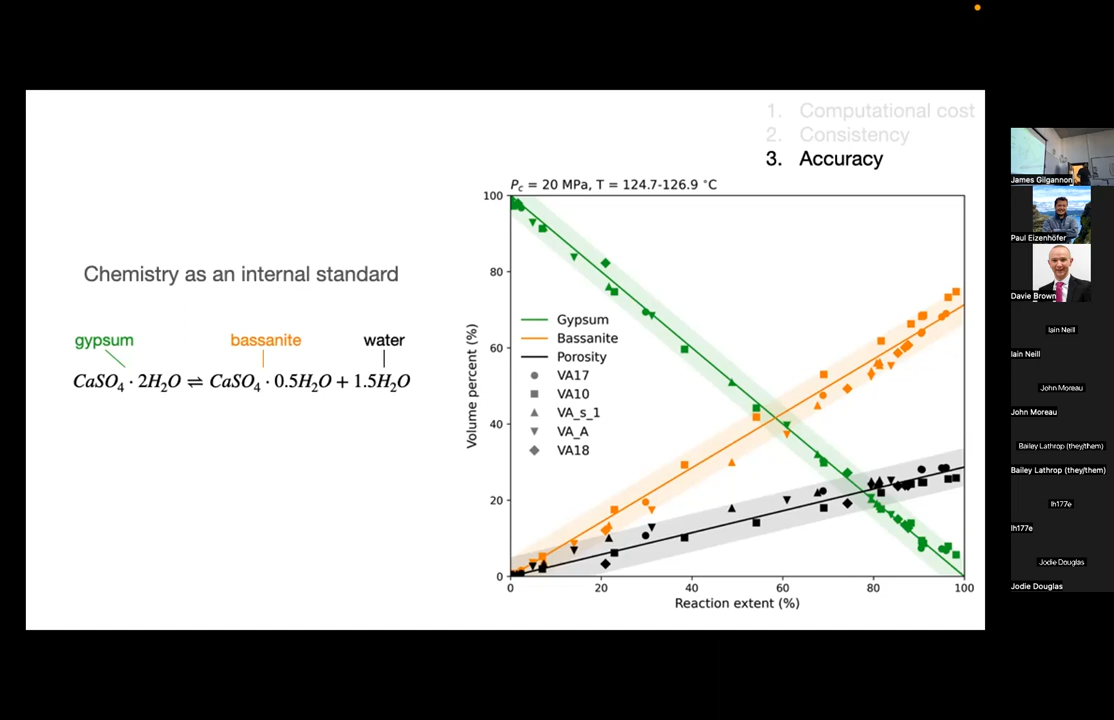 1. Computational cost
2. Consistency
3. Accuracy
Chemistry as an internal standard
gypsum bassanite water
CaSO₄ · 2H₂O ⇌ CaSO₄ · 0.5H₂O + 1.5H₂O
P_c = 20 MPa, T = 124.7-126.9 °C
Volume percent (%)
100
80
60
40
20
0
Gypsum
Bassanite
Porosity
VA17
VA10
VA_s_1
VA_A
VA18
0 20 40 60 80 100
Reaction extent (%)
James Gilgannon
Paul Eizenhöfer
Davie Brown
Iain Neill
Iain Neill
John Moreau
John Moreau
Bailey Lathrop (they/them)
Bailey Lathrop (they/them)
lh177e
lh177e
Jodie Douglas
Jodie Douglas